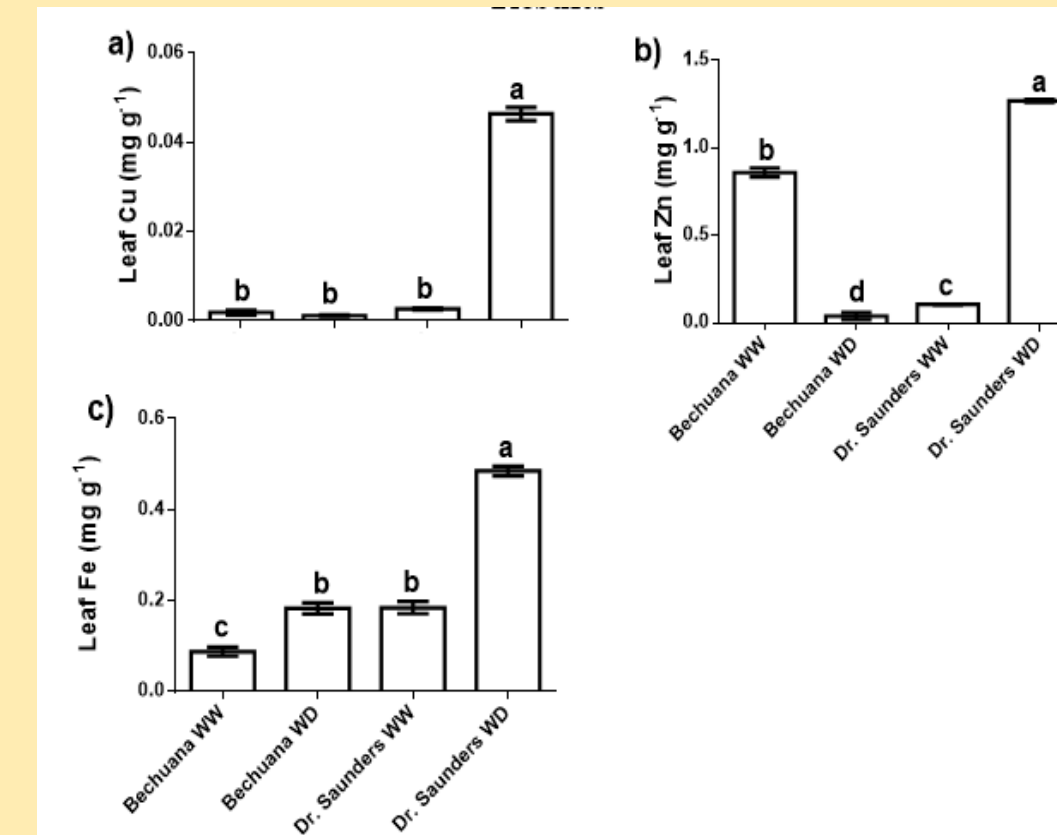 a)
Leaf Cu (mg g-1)
0.06
0.04
0.02
0.00
b
b
b
a
b)
Leaf Zn (mg g-1)
1.5
1.0
0.5
0.0
b
d
c
a
Bechuana WW
Bechuana WD
Dr. Saunders WW
Dr. Saunders WD
c)
Leaf Fe (mg g-1)
0.6
0.4
0.2
0.0
c
b
b
a
Bechuana WW
Bechuana WD
Dr. Saunders WW
Dr. Saunders WD